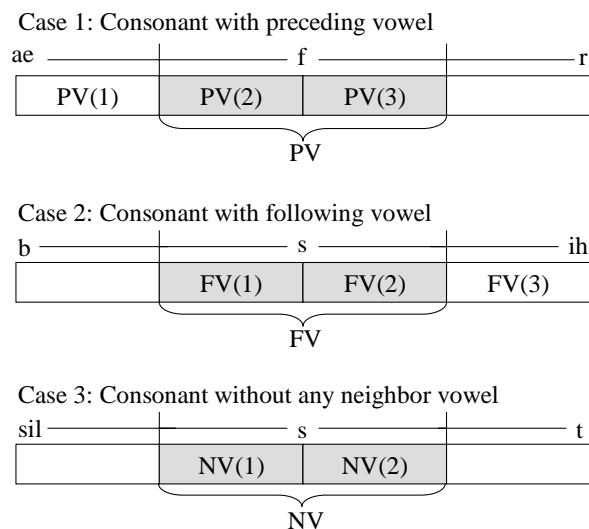 Case 1: Consonant with preceding vowel
ae f r
PV(1) PV(2) PV(3)
PV
Case 2: Consonant with following vowel
b s ih
FV(1) FV(2) FV(3)
FV
Case 3: Consonant without any neighbor vowel
sil s t
NV(1) NV(2)
NV